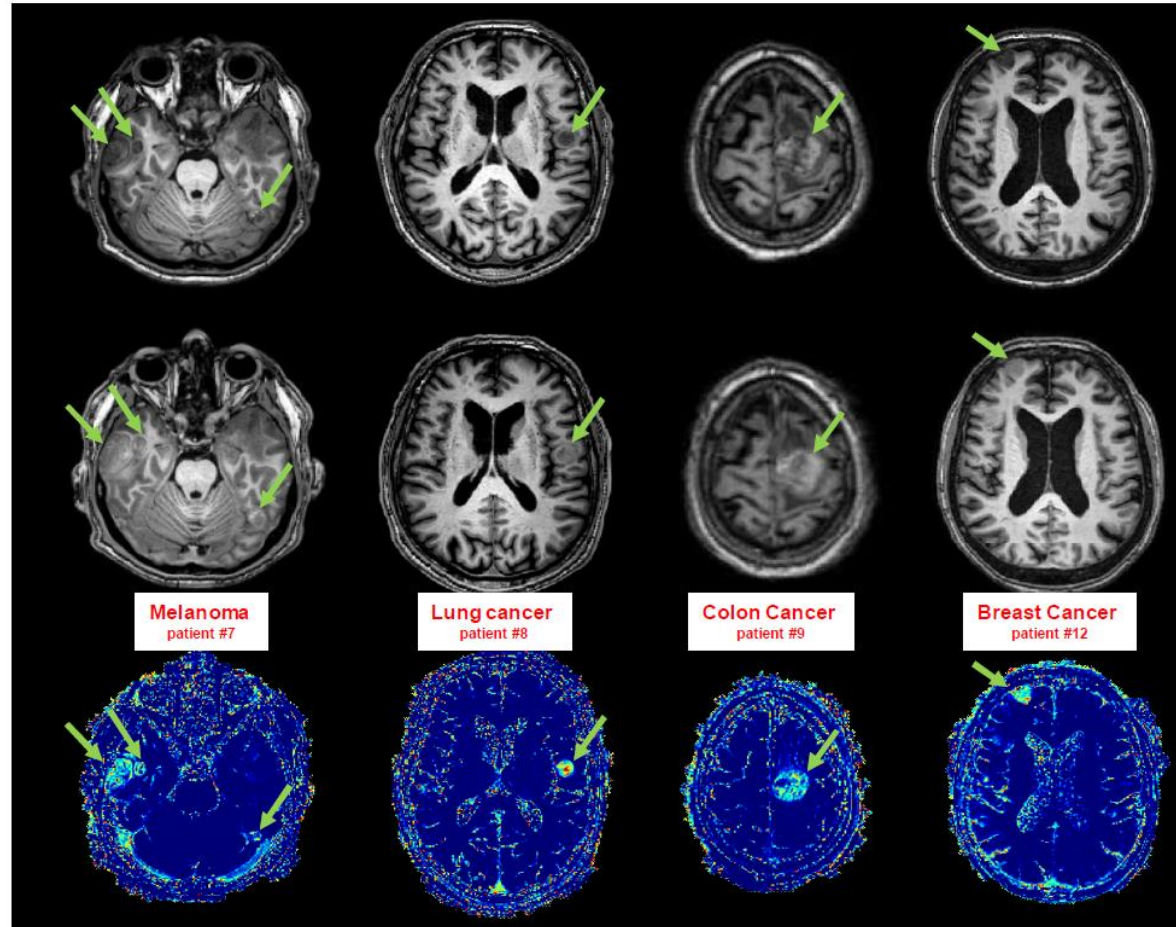 Melanoma
patient #7
Lung cancer
patient #8
Colon Cancer
patient #9
Breast Cancer
patient #12